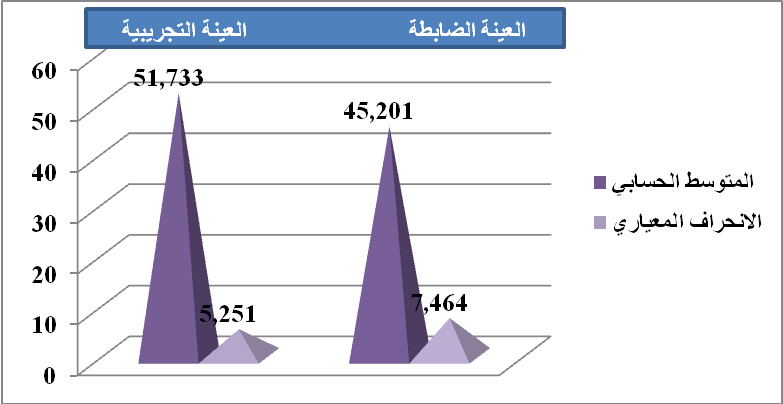 العينة الضابطة
العينة التجريبية
60
50
40
30
20
10
0
51,733
45,201
5,251
7,464
المتوسط الحسابي
الانحراف المعياري